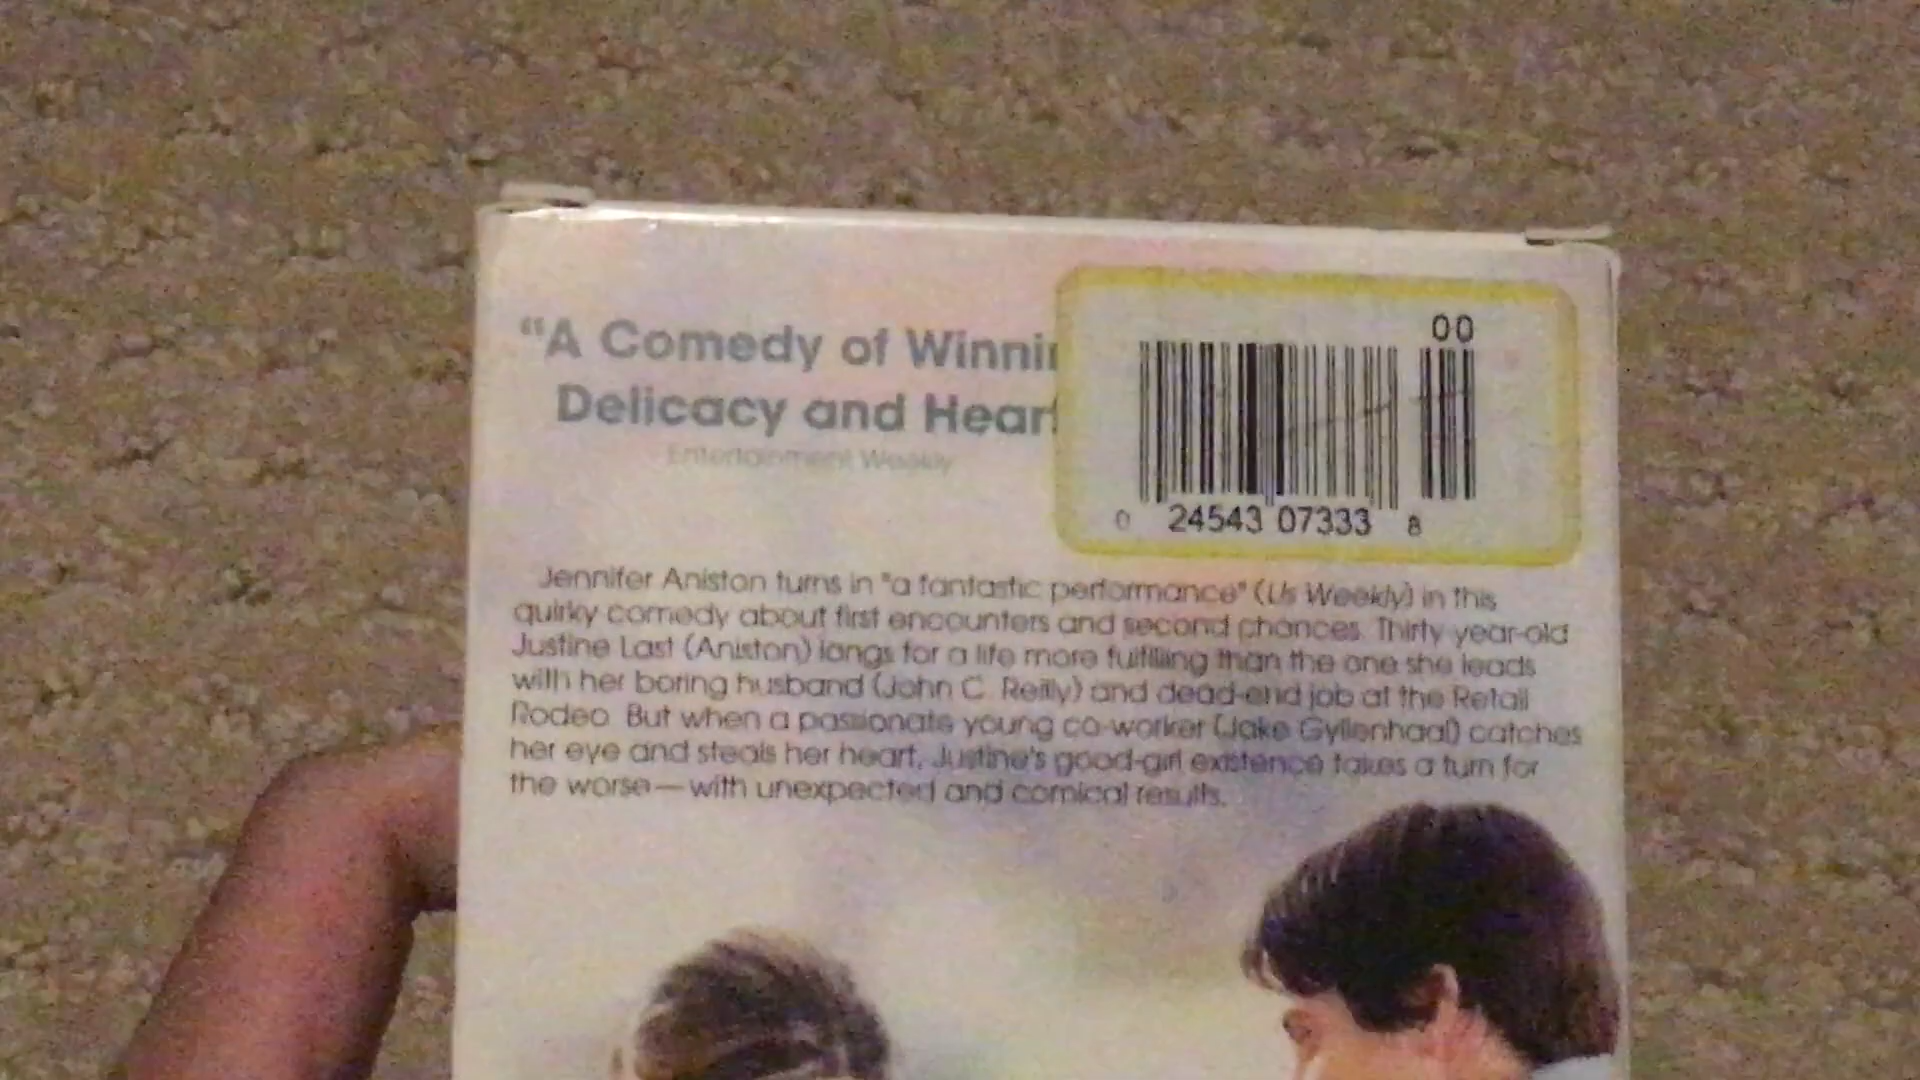 “A Comedy of Winni
Delicacy and Hear
Entertainment Weekly
00
0 24543 07333 8
Jennifer Aniston turns in "a fantastic performance" (Us Weekly) in this
quirky comedy about first encounters and second chances. Thirty year-old
Justine Last (Aniston) longs for a life more fulfilling than the one she leads
with her boring husband (John C. Reilly) and dead-end job at the Retail
Rodeo. But when a passionate young co-worker (Jake Gyllenhaal) catches
her eye and steals her heart, Justine's good-girl existence takes a turn for
the worse—with unexpected and comical results.